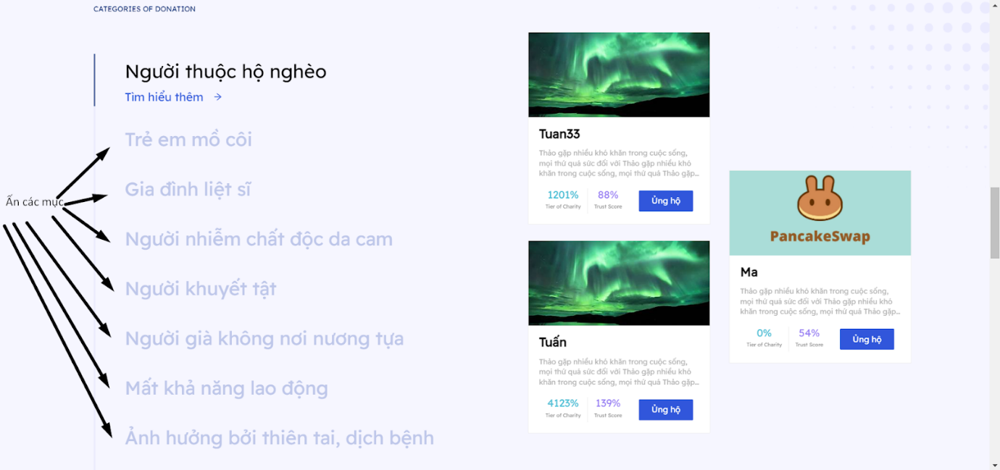 CATEGORIES OF DONATION
Người thuộc hộ nghèo
Tìm hiểu thêm →
Trẻ em mồ côi
Gia đình liệt sĩ
Ấn các mục
Người nhiễm chất độc da cam
Người khuyết tật
Người già không nơi nương tựa
Mất khả năng lao động
Ảnh hưởng bởi thiên tai, dịch bệnh
Tuan33
Thảo gặp nhiều khó khăn trong cuộc sống,
mọi thứ quá sức đối với Thảo gặp nhiều khó
khăn trong cuộc sống, mọi thứ quá Thảo gặp...
1201% 88% Ủng hộ
Tier of Charity Trust Score
Tuấn
Thảo gặp nhiều khó khăn trong cuộc sống,
mọi thứ quá sức đối với Thảo gặp nhiều khó
khăn trong cuộc sống, mọi thứ quá Thảo gặp...
4123% 139% Ủng hộ
Tier of Charity Trust Score
PancakeSwap
Ma
Thảo gặp nhiều khó khăn trong cuộc sống,
mọi thứ quá sức đối với Thảo gặp nhiều khó
khăn trong cuộc sống, mọi thứ quá Thảo gặp...
0% 54% Ủng hộ
Tier of Charity Trust Score